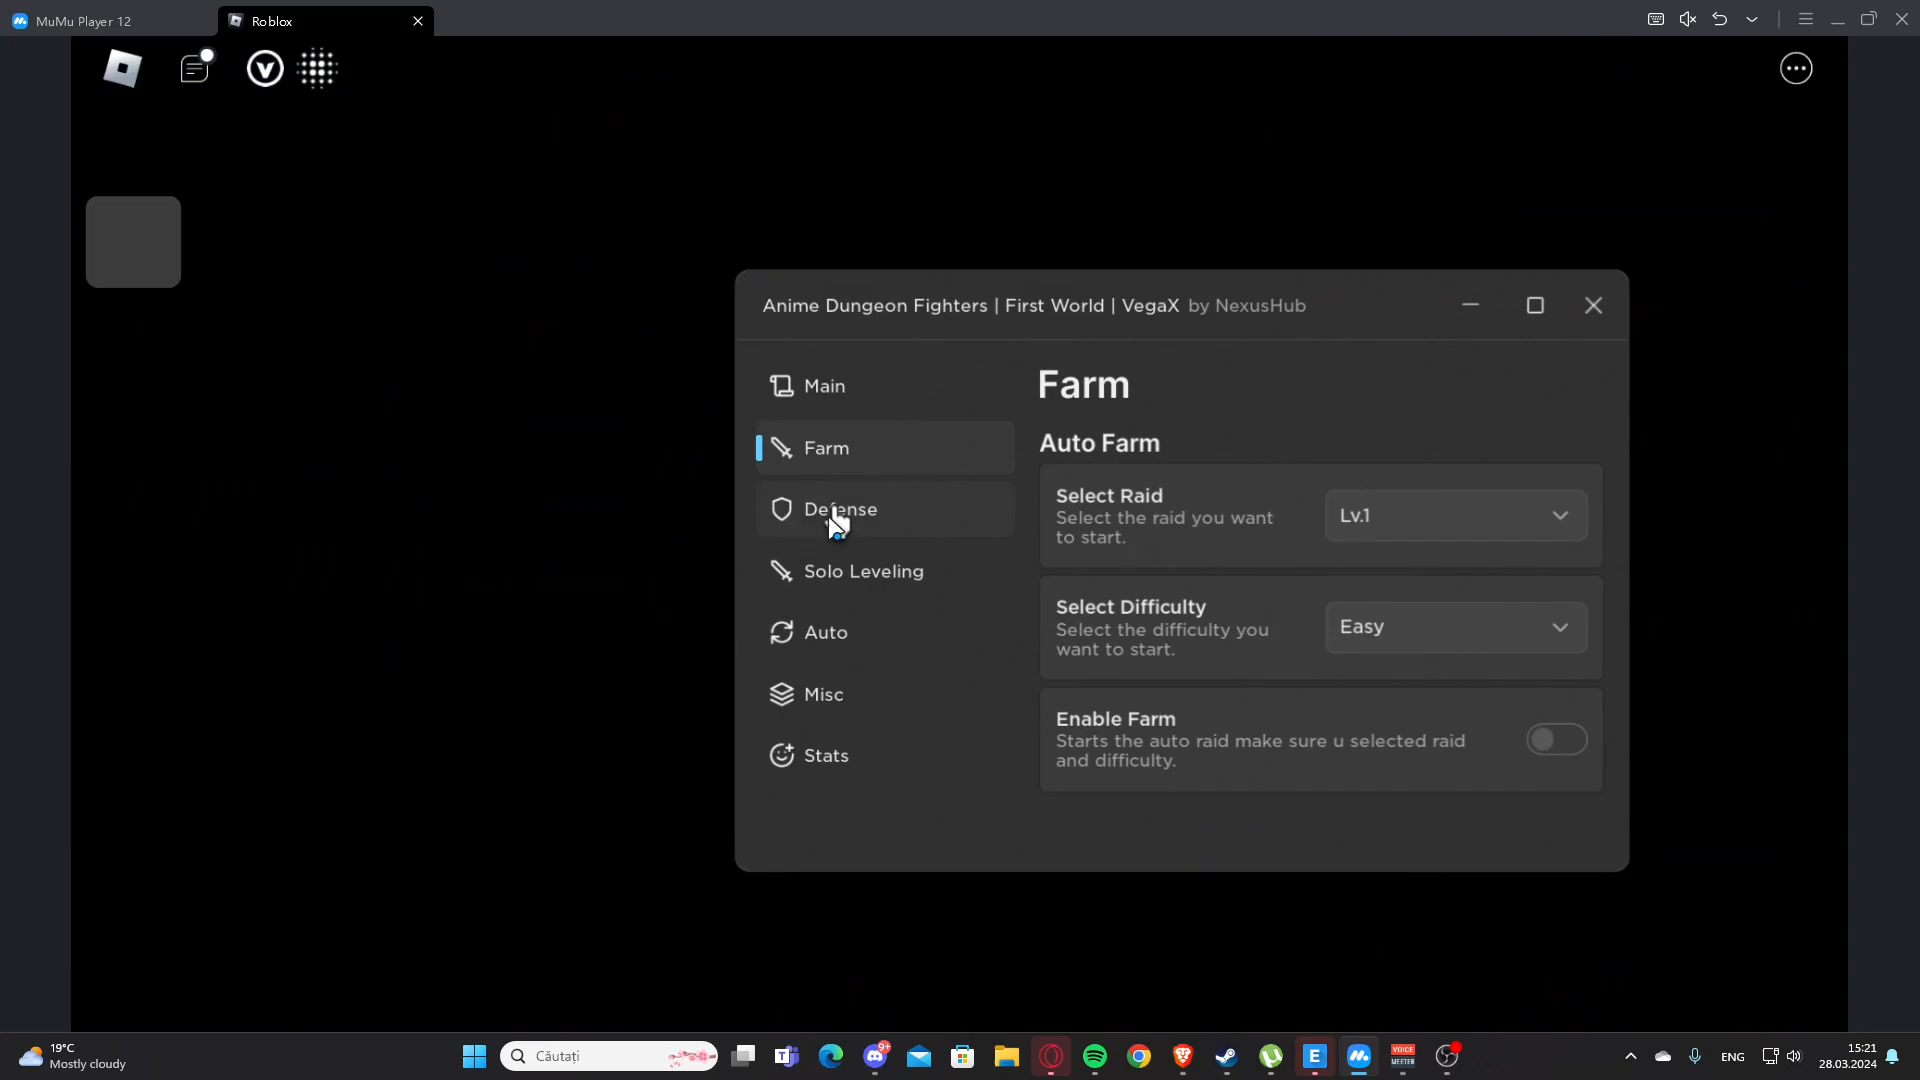 MuMu Player 12
Roblox
Anime Dungeon Fighters | First World | VegaX by NexusHub
Main
Farm
Defense
Solo Leveling
Auto
Misc
Stats
Farm
Auto Farm
Select Raid
Select the raid you want
to start.
Lv.1
Select Difficulty
Select the difficulty you
want to start.
Easy
Enable Farm
Starts the auto raid make sure u selected raid
and difficulty.
19°C
Mostly cloudy
Căutați
9+
VOICE
MEETER
ENG
15:21
28.03.2024